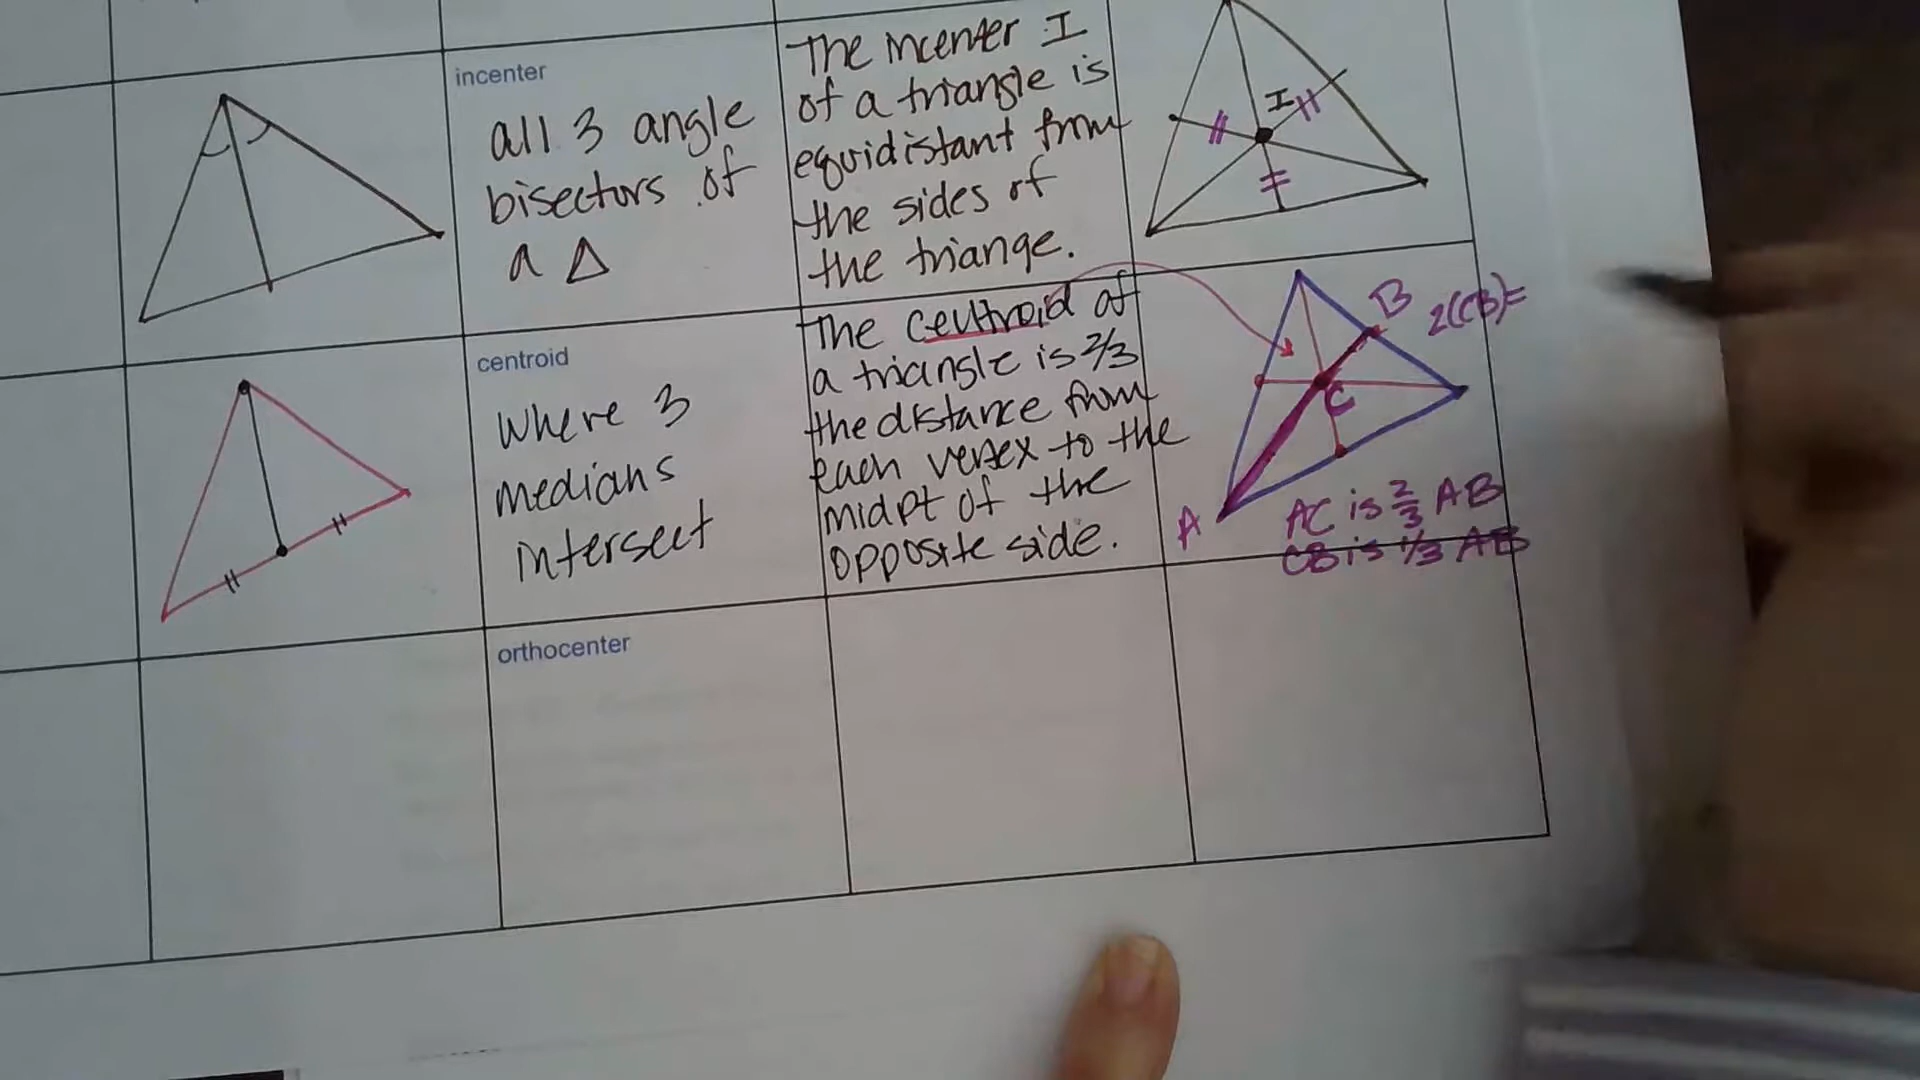 incenter
all 3 angle
bisectors of
a △
The incenter I
of a triangle is
equidistant from
the sides of
the triange.
I
centroid
where 3
medians
intersect
The centroid of
a triangle is 2/3
the distance from
each vertex to the
midpt of the
opposite side.
B
2(CB)=
C
A
AC is 2/3 AB
CB is 1/3 AB
orthocenter